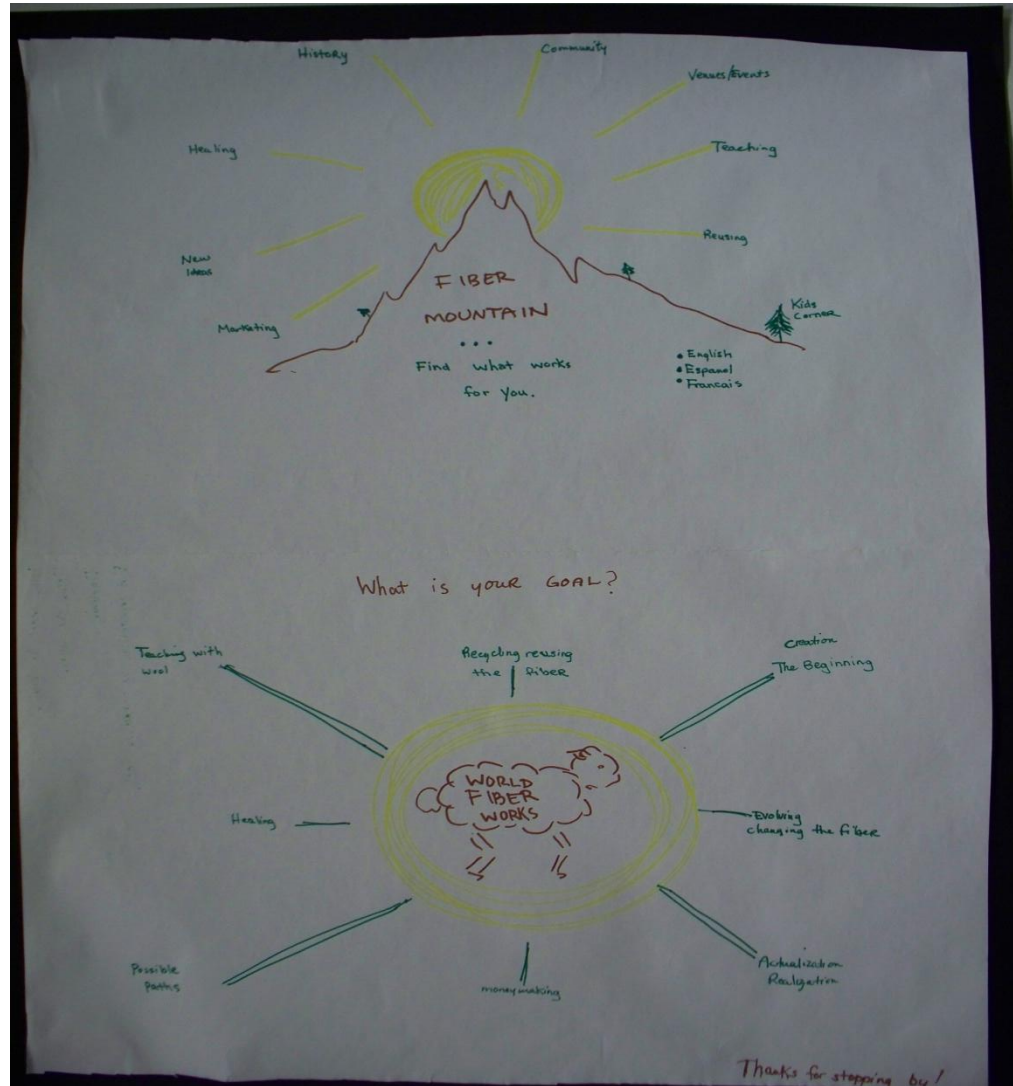 History
Community
Venues/Events
Healing
Teaching
New
Ideas
Reusing
Marketing
FIBER
MOUNTAIN
...
Find what works
for You.
Kids
Corner
• English
• Espanol
• Francais
What is your GOAL?
Teaching with
wool
Recycling reusing
the fiber
Creation
The Beginning
WORLD
FIBER
WORKS
Healing
Evolving
changing the fiber
Possible
Paths
moneymaking
Actualization
Realization
Thanks for stopping by!